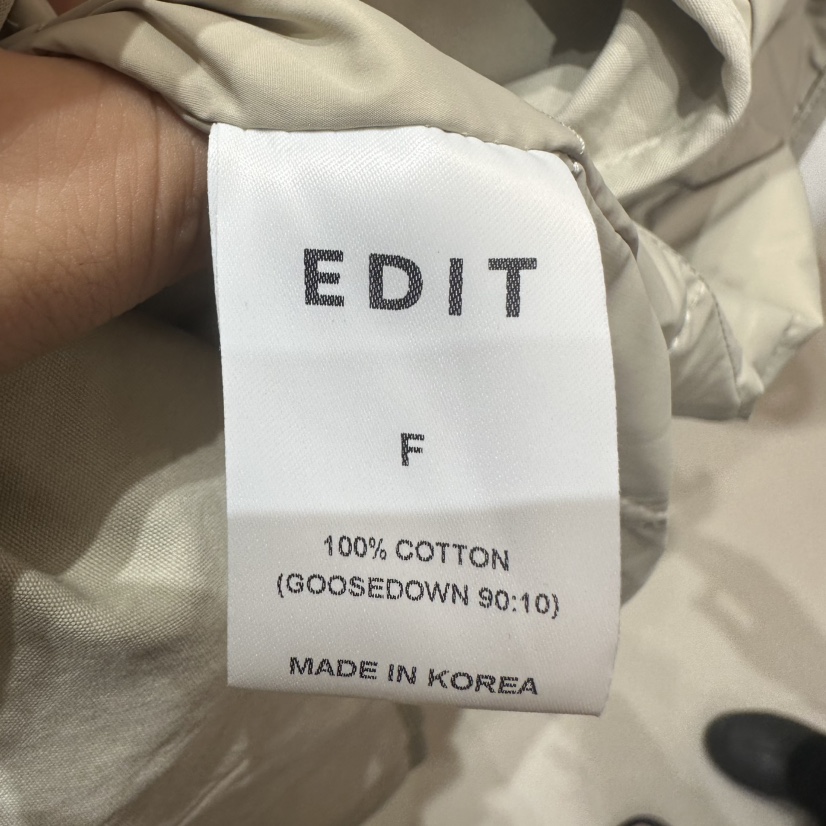 EDIT
F
100% COTTON
(GOOSEDOWN 90:10)
MADE IN KOREA